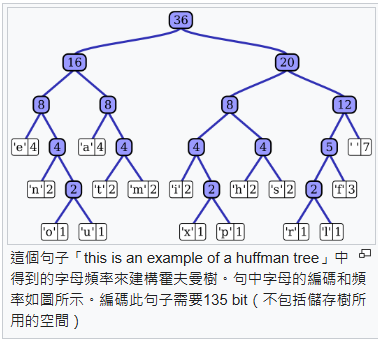 36
16 20
8 8 8 12
'e' 4 4 'a' 4 4 4 4 5 ' ' 7
'n' 2 2 't' 2 'm' 2 'i' 2 2 'h' 2 's' 2 2 'f' 3
'o' 1 'u' 1 'x' 1 'p' 1 'r' 1 'l' 1
這個句子「this is an example of a huffman tree」中
得到的字母頻率來建構霍夫曼樹。句中字母的編碼和頻
率如圖所示。編碼此句子需要135 bit（不包括儲存樹所
用的空間）